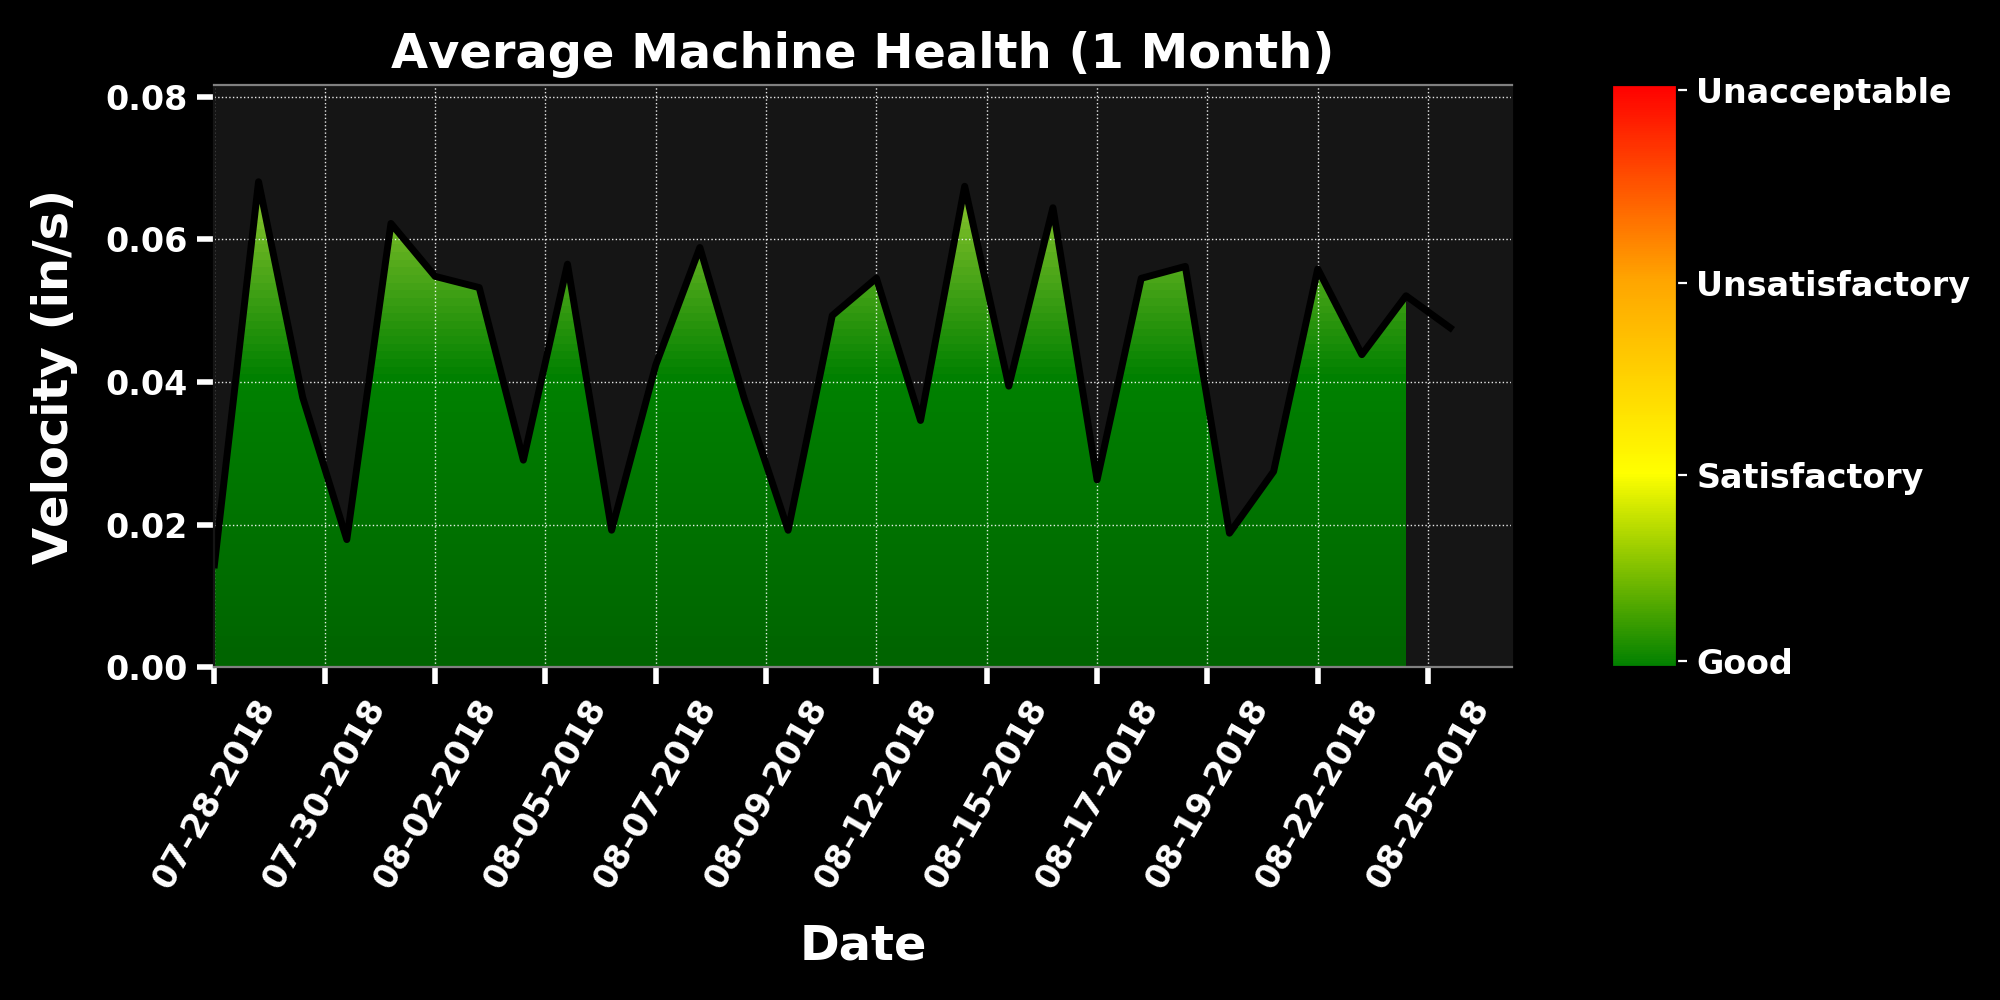 Average Machine Health (1 Month)
Velocity (in/s)
0.08
0.06
0.04
0.02
0.00
07-28-2018
07-30-2018
08-02-2018
08-05-2018
08-07-2018
08-09-2018
08-12-2018
08-15-2018
08-17-2018
08-19-2018
08-22-2018
08-25-2018
Date
Unacceptable
Unsatisfactory
Satisfactory
Good